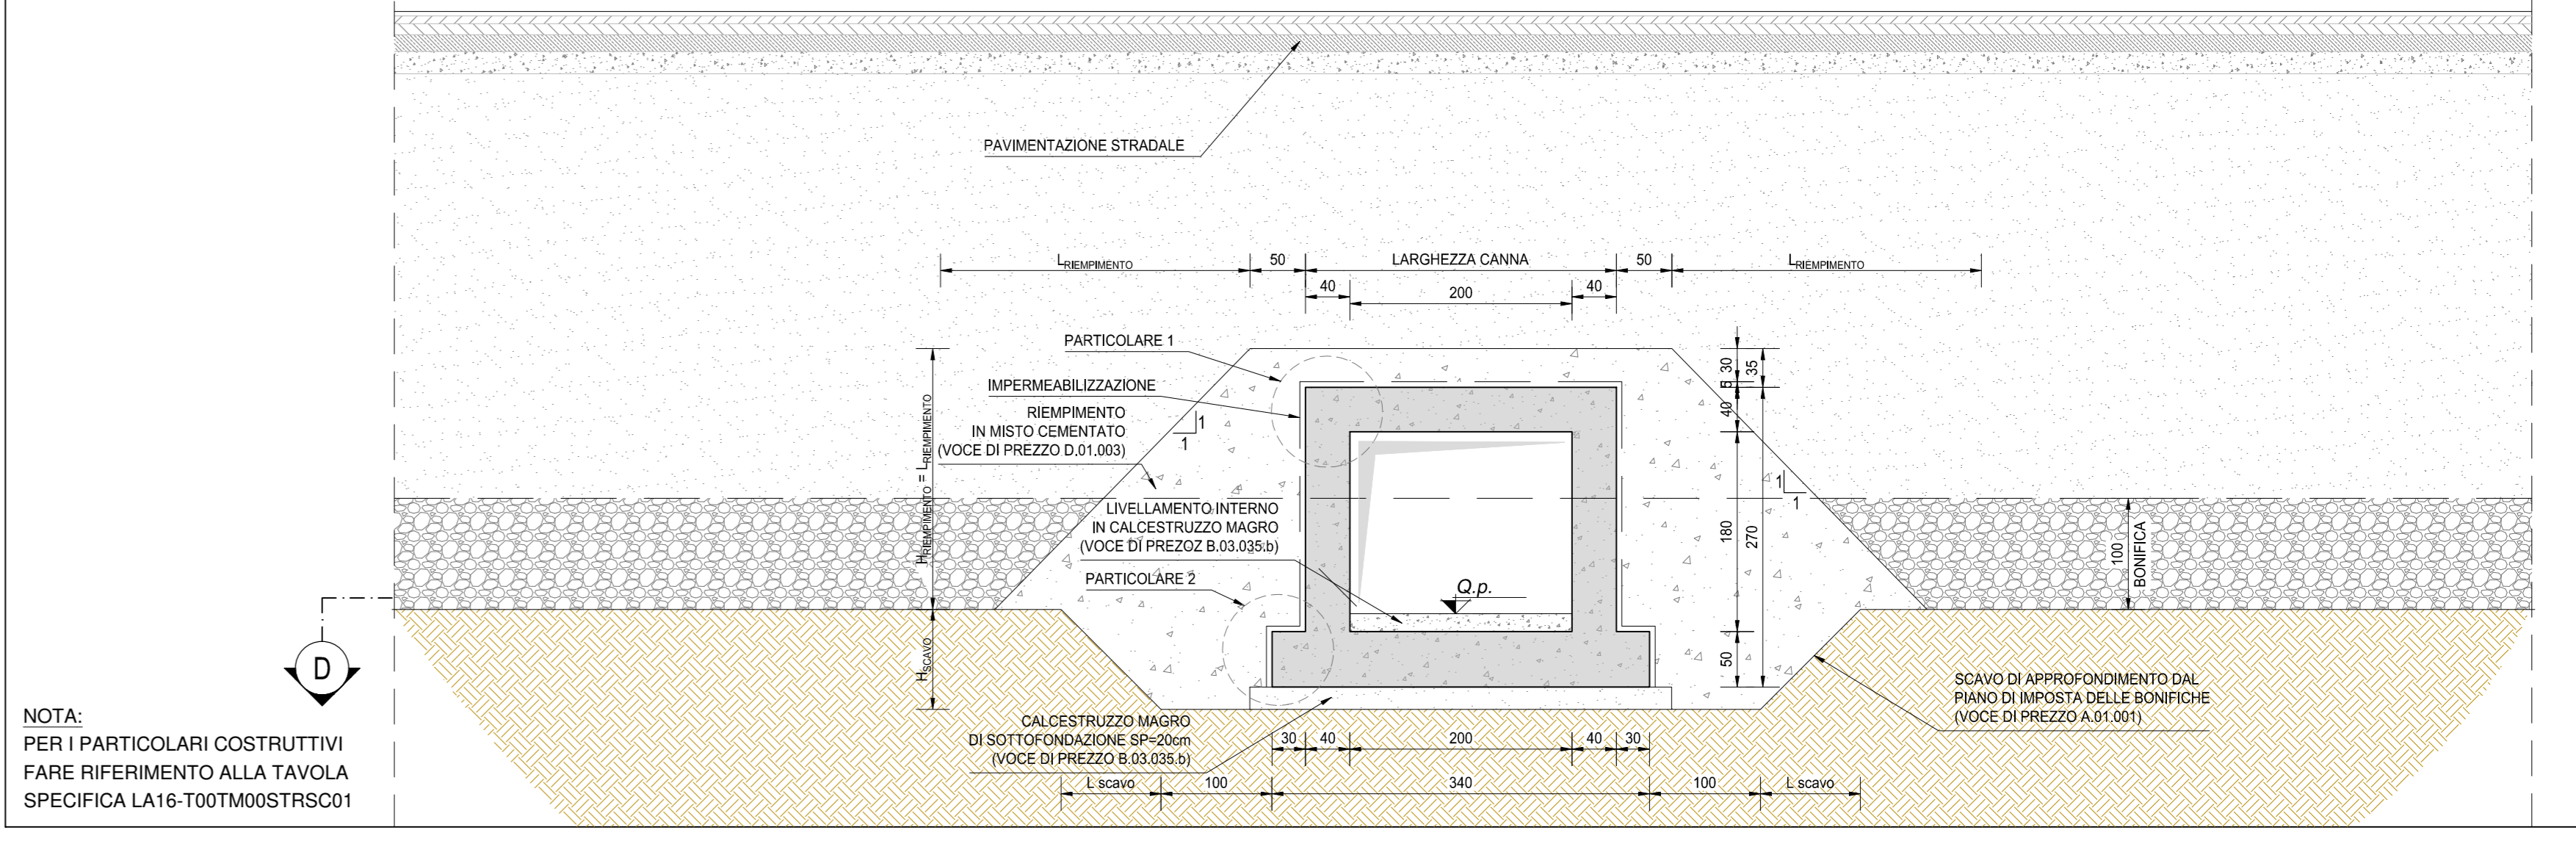 PAVIMENTAZIONE STRADALE
LRIEMPIMENTO
50
LARGHEZZA CANNA
50
LRIEMPIMENTO
40
200
40
PARTICOLARE 1
IMPERMEABILIZZAZIONE
RIEMPIMENTO
IN MISTO CEMENTATO
(VOCE DI PREZZO D.01.003)
1
1
30
35
5
40
180
270
50
1
1
HRIEMPIMENTO = LRIEMPIMENTO
HSCAVO
LIVELLAMENTO INTERNO
IN CALCESTRUZZO MAGRO
(VOCE DI PREZOZ B.03.035.b)
PARTICOLARE 2
Q.p.
100
BONIFICA
D
SCAVO DI APPROFONDIMENTO DAL
PIANO DI IMPOSTA DELLE BONIFICHE
(VOCE DI PREZZO A.01.001)
CALCESTRUZZO MAGRO
DI SOTTOFONDAZIONE SP=20cm
(VOCE DI PREZZO B.03.035.b)
30
40
200
40
30
L scavo
100
340
100
L scavo
NOTA:
PER I PARTICOLARI COSTRUTTIVI
FARE RIFERIMENTO ALLA TAVOLA
SPECIFICA LA16-T00TM00STRSC01